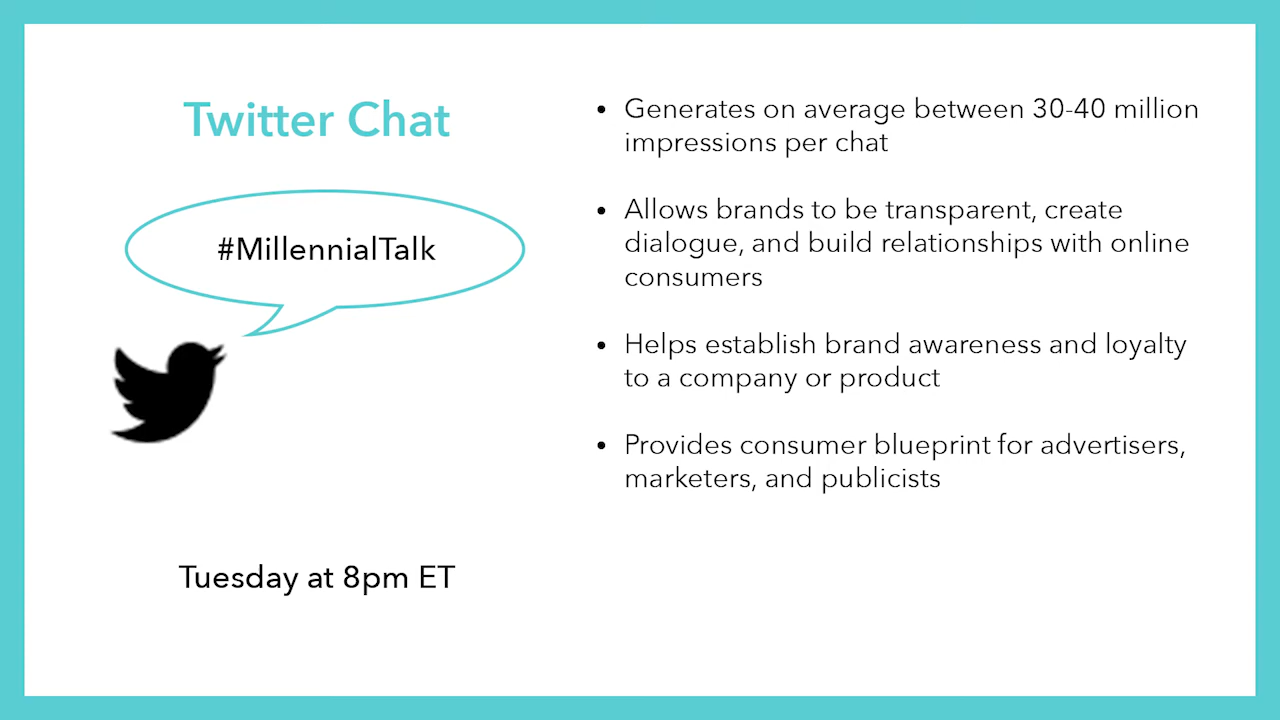 Twitter Chat
#MillennialTalk
Tuesday at 8pm ET
• Generates on average between 30-40 million
impressions per chat
• Allows brands to be transparent, create
dialogue, and build relationships with online
consumers
• Helps establish brand awareness and loyalty
to a company or product
• Provides consumer blueprint for advertisers,
marketers, and publicists